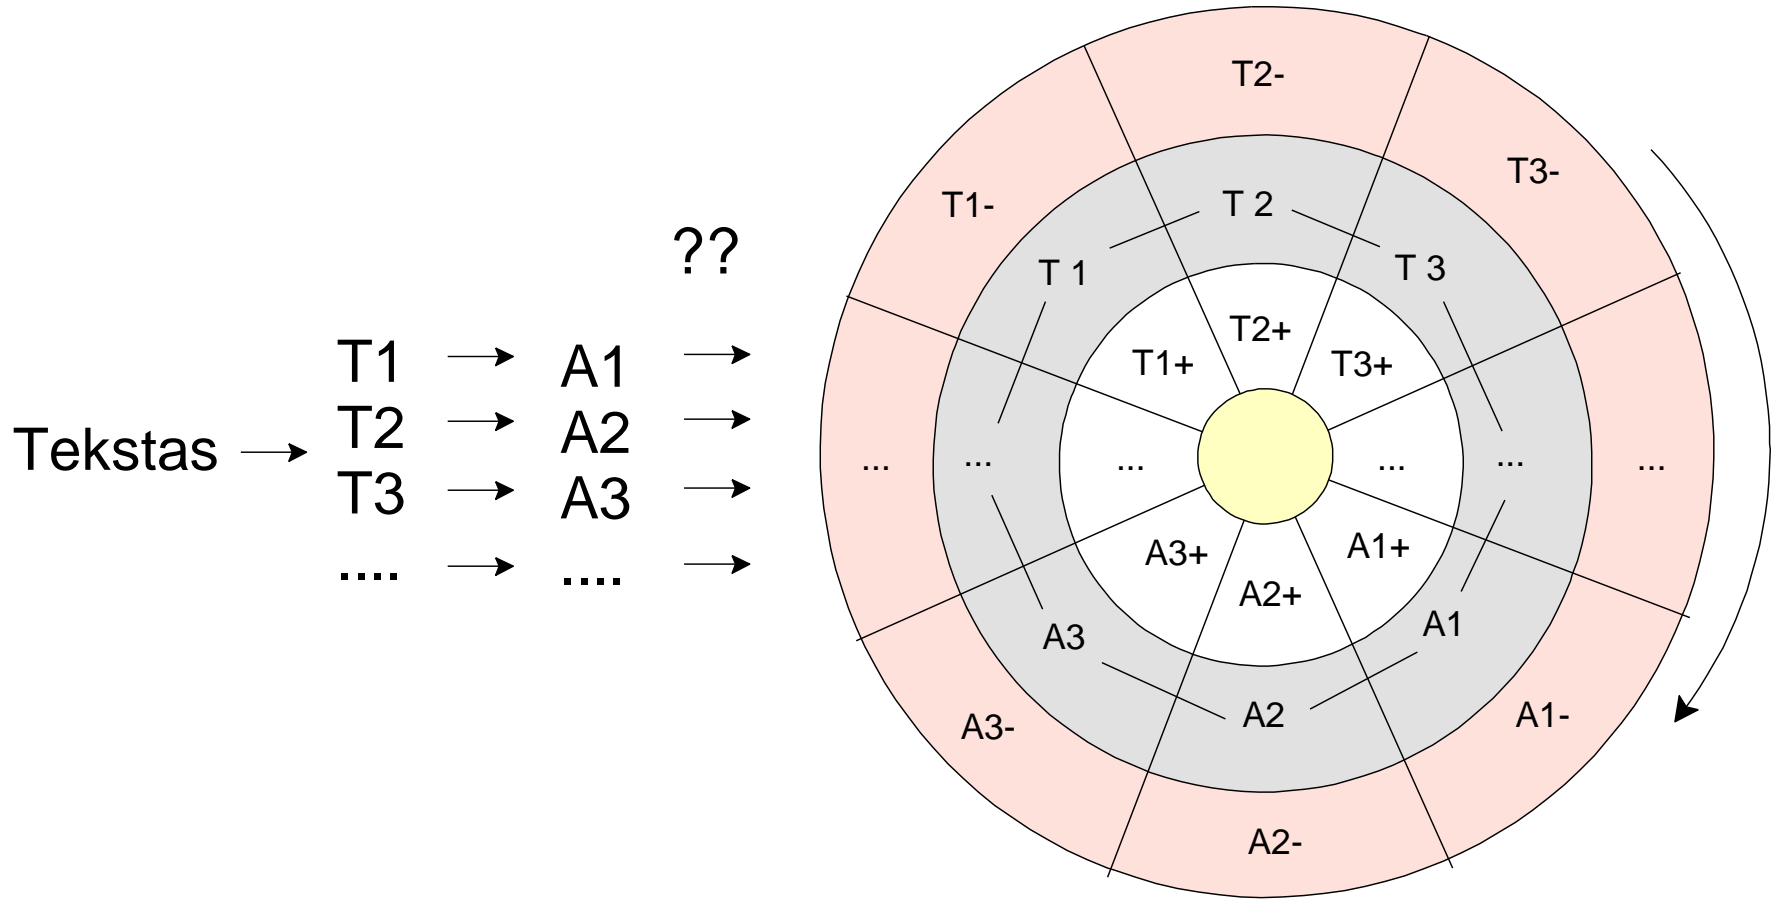 ??
Tekstas
T1 A1
T2 A2
T3 A3
.... ....
T2-
T3-
T1-
T 2
T 1 T 3
T2+
T1+ T3+
... ... ... ... ... ...
A3+ A1+
A2+
A3 A1
A2
A3- A1-
A2-